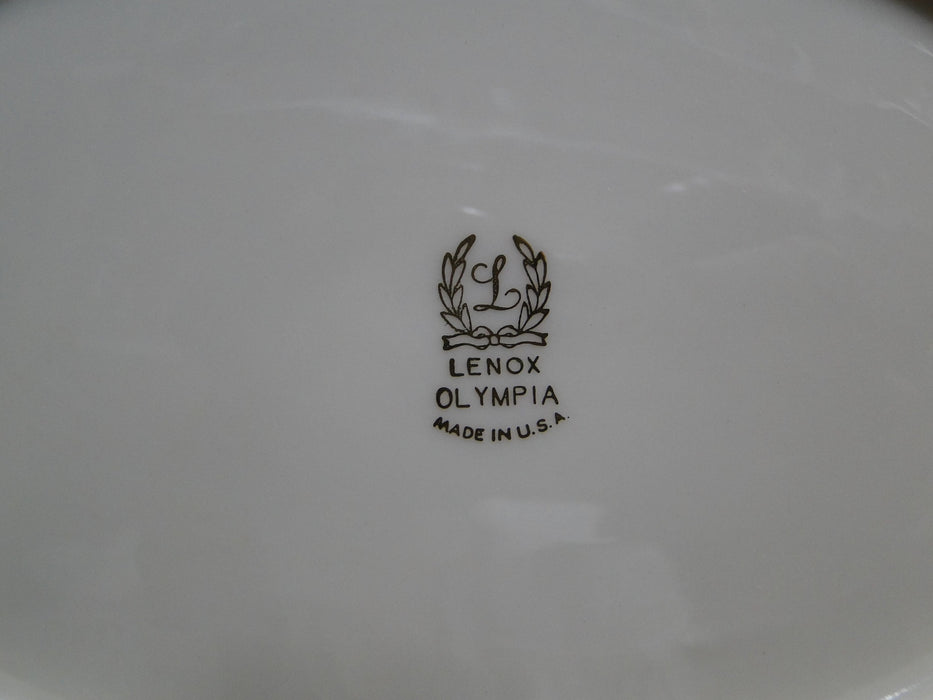 L
LENOX
OLYMPIA
MADE IN U.S.A.